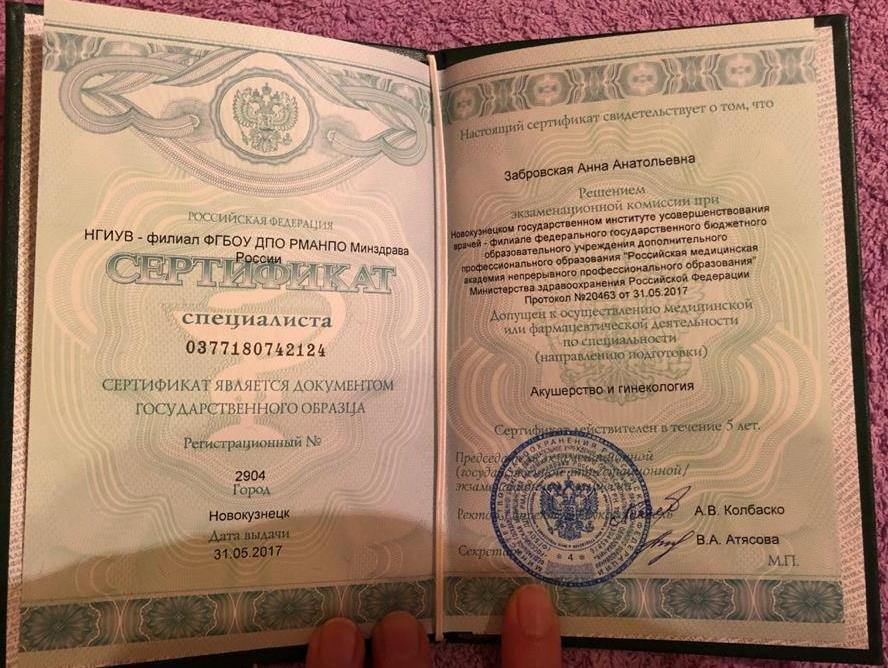 РОССИЙСКАЯ ФЕДЕРАЦИЯ
НГИУВ - филиал ФГБОУ ДПО РМАНПО Минздрава
России
СЕРТИФИКАТ
специалиста
0377180742124
СЕРТИФИКАТ ЯВЛЯЕТСЯ ДОКУМЕНТОМ
ГОСУДАРСТВЕННОГО ОБРАЗЦА
Регистрационный №
2904
Город
Новокузнецк
Дата выдачи
31.05.2017
Настоящий сертификат свидетельствует о том, что
Забровская Анна Анатольевна
Решением
экзаменационной комиссии при
Новокузнецком государственном институте усовершенствования
врачей - филиале федерального государственного бюджетного
образовательного учреждения дополнительного
профессионального образования "Российская медицинская
академия непрерывного профессионального образования"
Министерства здравоохранения Российской Федерации
Протокол №20463 от 31.05.2017
Допущен к осуществлению медицинской
или фармацевтической деятельности
по специальности
(направлению подготовки)
Акушерство и гинекология
Сертификат действителен в течение 5 лет.
А.В. Колбаско
В.А. Атясова
М.П.